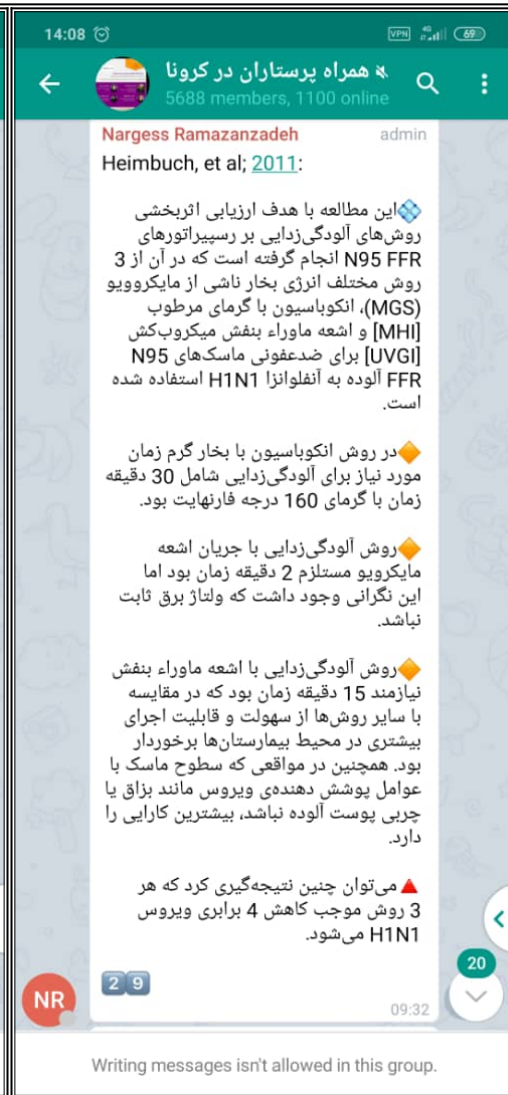 14:08
VPN 4G 69
همراه پرستاران در کرونا
5688 members, 1100 online
Nargess Ramazanzadeh admin
Heimbuch, et al; 2011:
این مطالعه با هدف ارزیابی اثربخشی
روش‌های آلودگی‌زدایی بر رسپیراتورهای
N95 FFR انجام گرفته است که در آن از 3
روش مختلف انرژی بخار ناشی از مایکروویو
(MGS)، انکوباسیون با گرمای مرطوب
[MHI] و اشعه ماوراء بنفش میکروب‌کش
[UVGI] برای ضدعفونی ماسک‌های N95
FFR آلوده به آنفلوانزا H1N1 استفاده شده
است.
در روش انکوباسیون با بخار گرم زمان
مورد نیاز برای آلودگی‌زدایی شامل 30 دقیقه
زمان با گرمای 160 درجه فارنهایت بود.
روش آلودگی‌زدایی با جریان اشعه
مایکرویو مستلزم 2 دقیقه زمان بود اما
این نگرانی وجود داشت که ولتاژ برق ثابت
نباشد.
روش آلودگی‌زدایی با اشعه ماوراء بنفش
نیازمند 15 دقیقه زمان بود که در مقایسه
با سایر روش‌ها از سهولت و قابلیت اجرای
بیشتری در محیط بیمارستان‌ها برخوردار
بود. همچنین در مواقعی که سطوح ماسک با
عوامل پوشش دهنده‌ی ویروس مانند بزاق یا
چربی پوست آلوده نباشد، بیشترین کارایی را
دارد.
می‌توان چنین نتیجه‌گیری کرد که هر
3 روش موجب کاهش 4 برابری ویروس
H1N1 می‌شود.
2 9
09:32
NR
20
Writing messages isn't allowed in this group.